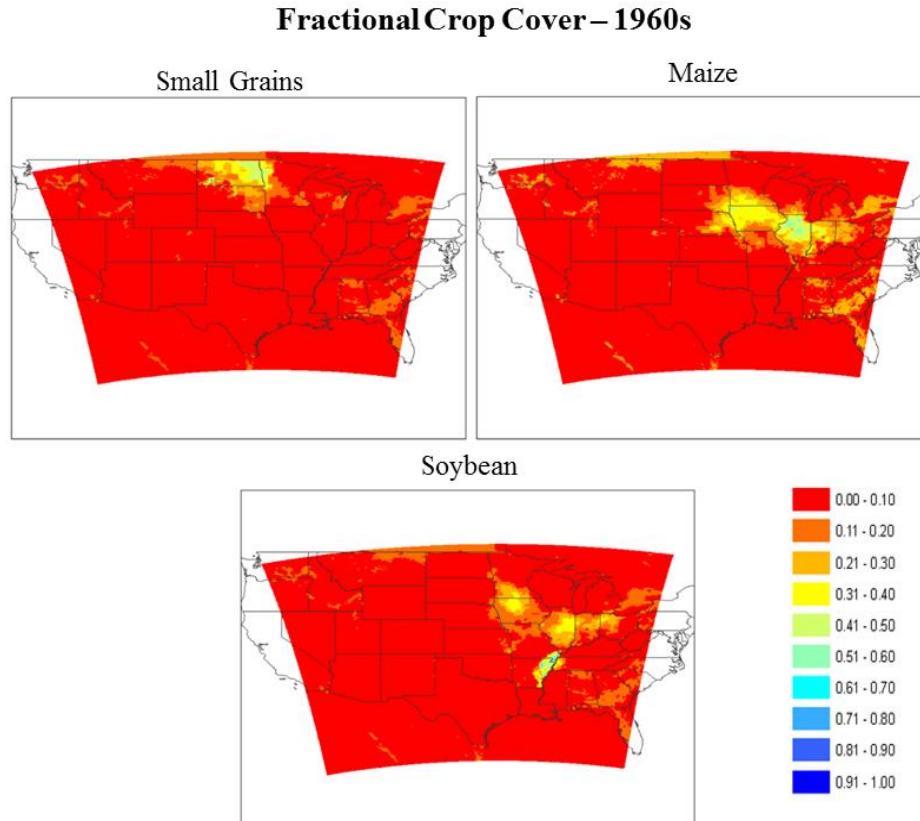 Fractional Crop Cover – 1960s
Small Grains
Maize
Soybean
0.00 - 0.10
0.11 - 0.20
0.21 - 0.30
0.31 - 0.40
0.41 - 0.50
0.51 - 0.60
0.61 - 0.70
0.71 - 0.80
0.81 - 0.90
0.91 - 1.00